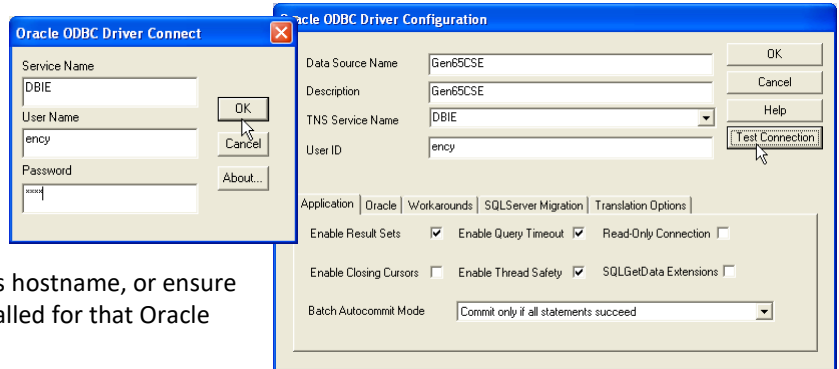 Oracle ODBC Driver Connect
Service Name
DBIE
User Name
ency
Password
xxxx
OK
Cancel
About...
s hostname, or ensure
alled for that Oracle
Oracle ODBC Driver Configuration
Data Source Name Gen65CSE
Description Gen65CSE
TNS Service Name DBIE
User ID ency
OK
Cancel
Help
Test Connection
Application Oracle Workarounds SQLServer Migration Translation Options
Enable Result Sets Enable Query Timeout Read-Only Connection
Enable Closing Cursors Enable Thread Safety SQLGetData Extensions
Batch Autocommit Mode Commit only if all statements succeed